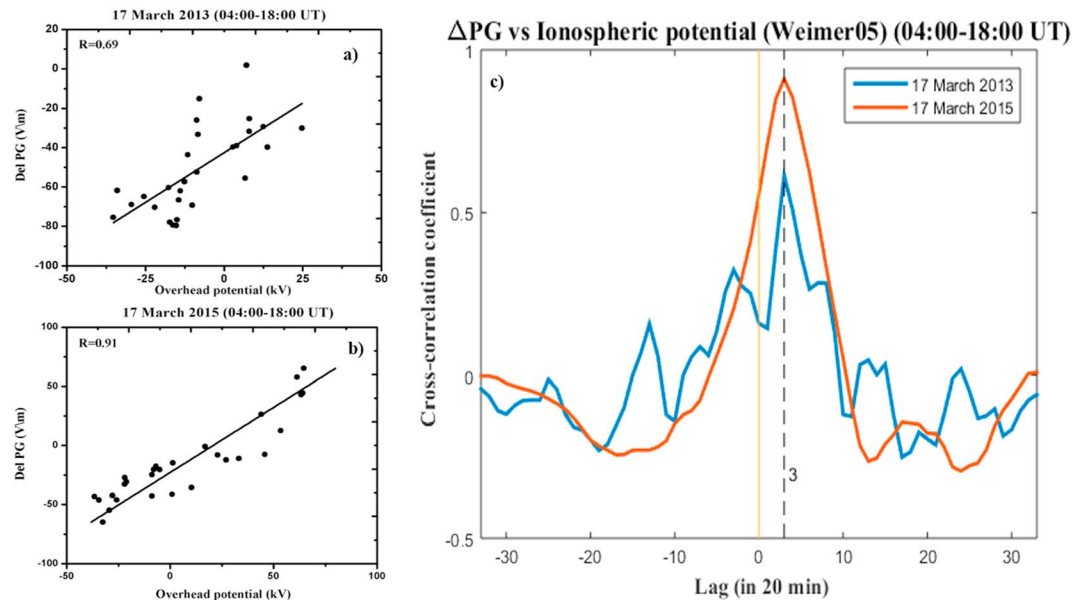 17 March 2013 (04:00-18:00 UT)
R=0.69
a)
20
0
-20
-40
-60
-80
-100
-50
-25
0
25
50
Del PG (V\m)
Overhead potential (kV)
17 March 2015 (04:00-18:00 UT)
R=0.91
b)
100
50
0
-50
-100
-50
0
50
100
Del PG (V\m)
Overhead potential (kV)
ΔPG vs Ionospheric potential (Weimer05) (04:00-18:00 UT)
c)
17 March 2013
17 March 2015
1
0.5
0
-0.5
Cross-correlation coefficient
3
-30
-20
-10
0
10
20
30
Lag (in 20 min)